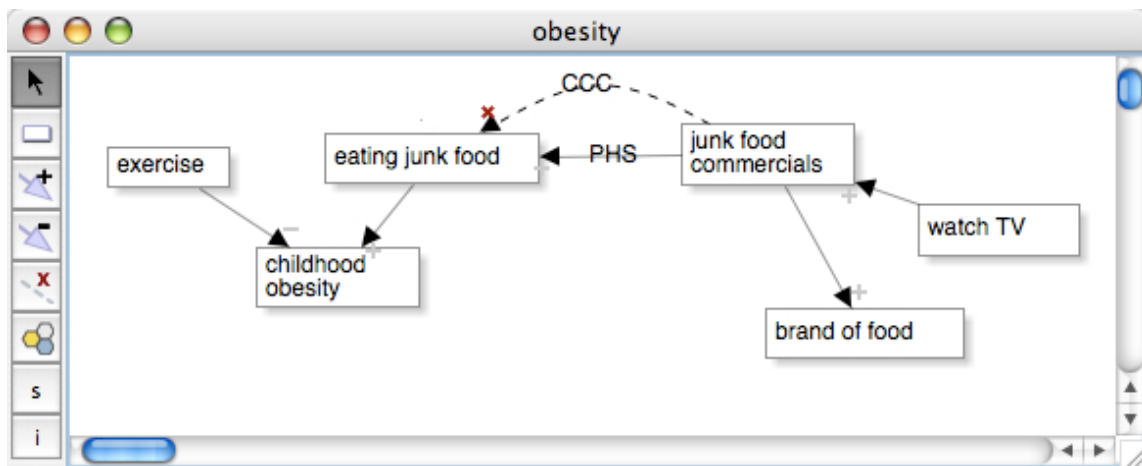 obesity
CCC
exercise
eating junk food
PHS
junk food
commercials
watch TV
childhood
obesity
brand of food
s
i